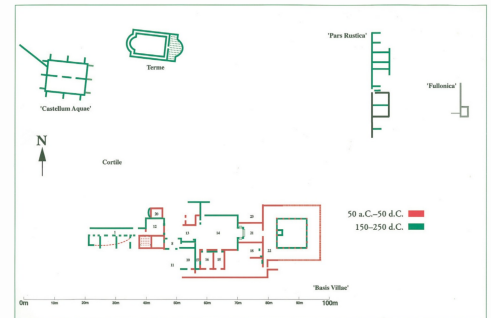 'Pars Rustica'
Terme
'Fullonica'
'Castellum Aquae'
N
Cortile
50 a.C.–50 d.C.
150–250 d.C.
'Basis Villae'
0m 10m 20m 30m 40m 50m 60m 70m 80m 90m 100m